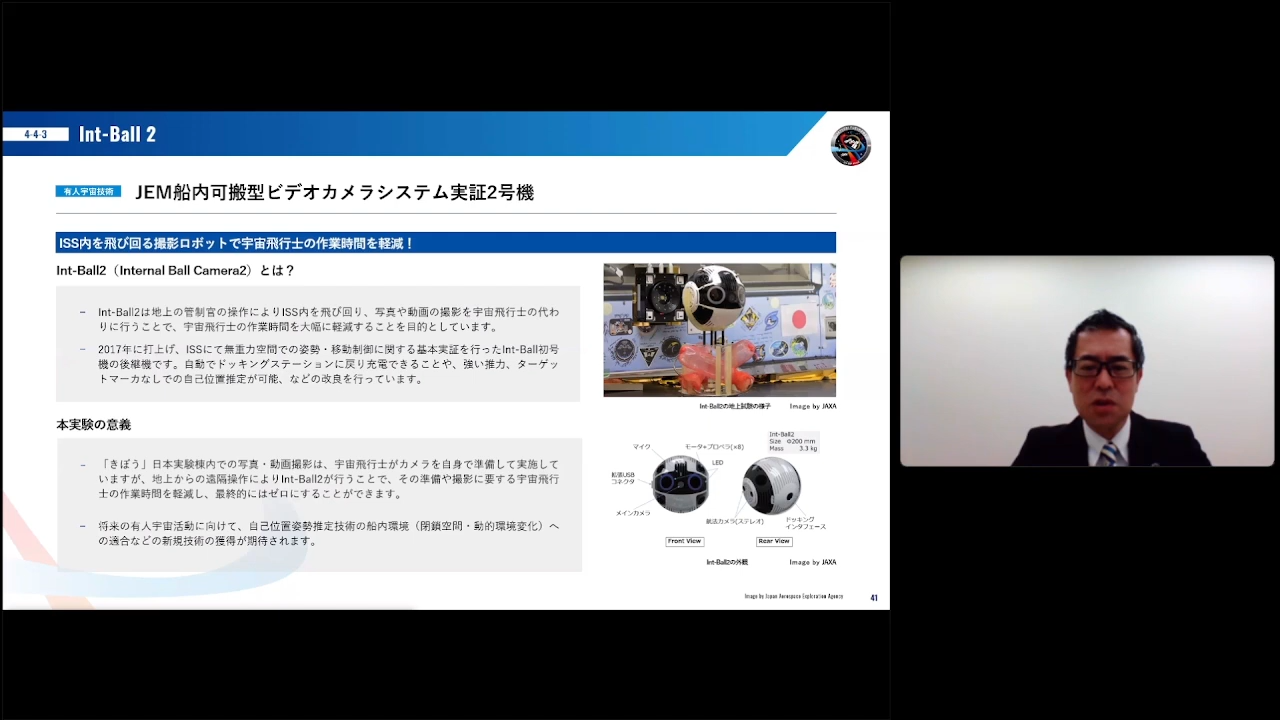 4-4-3
Int-Ball 2
有人宇宙技術
JEM船内可搬型ビデオカメラシステム実証2号機
ISS内を飛び回る撮影ロボットで宇宙飛行士の作業時間を軽減！
Int-Ball2（Internal Ball Camera2）とは？
− Int-Ball2は地上の管制官の操作によりISS内を飛び回り、写真や動画の撮影を宇宙飛行士の代わ
りに行うことで、宇宙飛行士の作業時間を大幅に軽減することを目的としています。
− 2017年に打上げ、ISSにて無重力空間での姿勢・移動制御に関する基本実証を行ったInt-Ball初号
機の後継機です。自動でドッキングステーションに戻り充電できることや、強い推力、ターゲッ
トマーカなしでの自己位置推定が可能、などの改良を行っています。
Int-Ball2の地上試験の様子
Image by JAXA
本実験の意義
− 「きぼう」日本実験棟内での写真・動画撮影は、宇宙飛行士がカメラを自身で準備して実施して
いますが、地上からの遠隔操作によりInt-Ball2が行うことで、その準備や撮影に要する宇宙飛行
士の作業時間を軽減し、最終的にはゼロにすることができます。
− 将来の有人宇宙活動に向けて、自己位置姿勢推定技術の船内環境（閉鎖空間・動的環境変化）へ
の適合などの新規技術の獲得が期待されます。
Int-Ball2
Size Φ200 mm
Mass 3.3 kg
マイク
モータ+プロペラ(×8)
LED
拡張USB
コネクタ
メインカメラ
航法カメラ(ステレオ)
ドッキング
インタフェース
Front View
Rear View
Int-Ball2の外観
Image by JAXA
Image by Japan Aerospace Exploration Agency
41